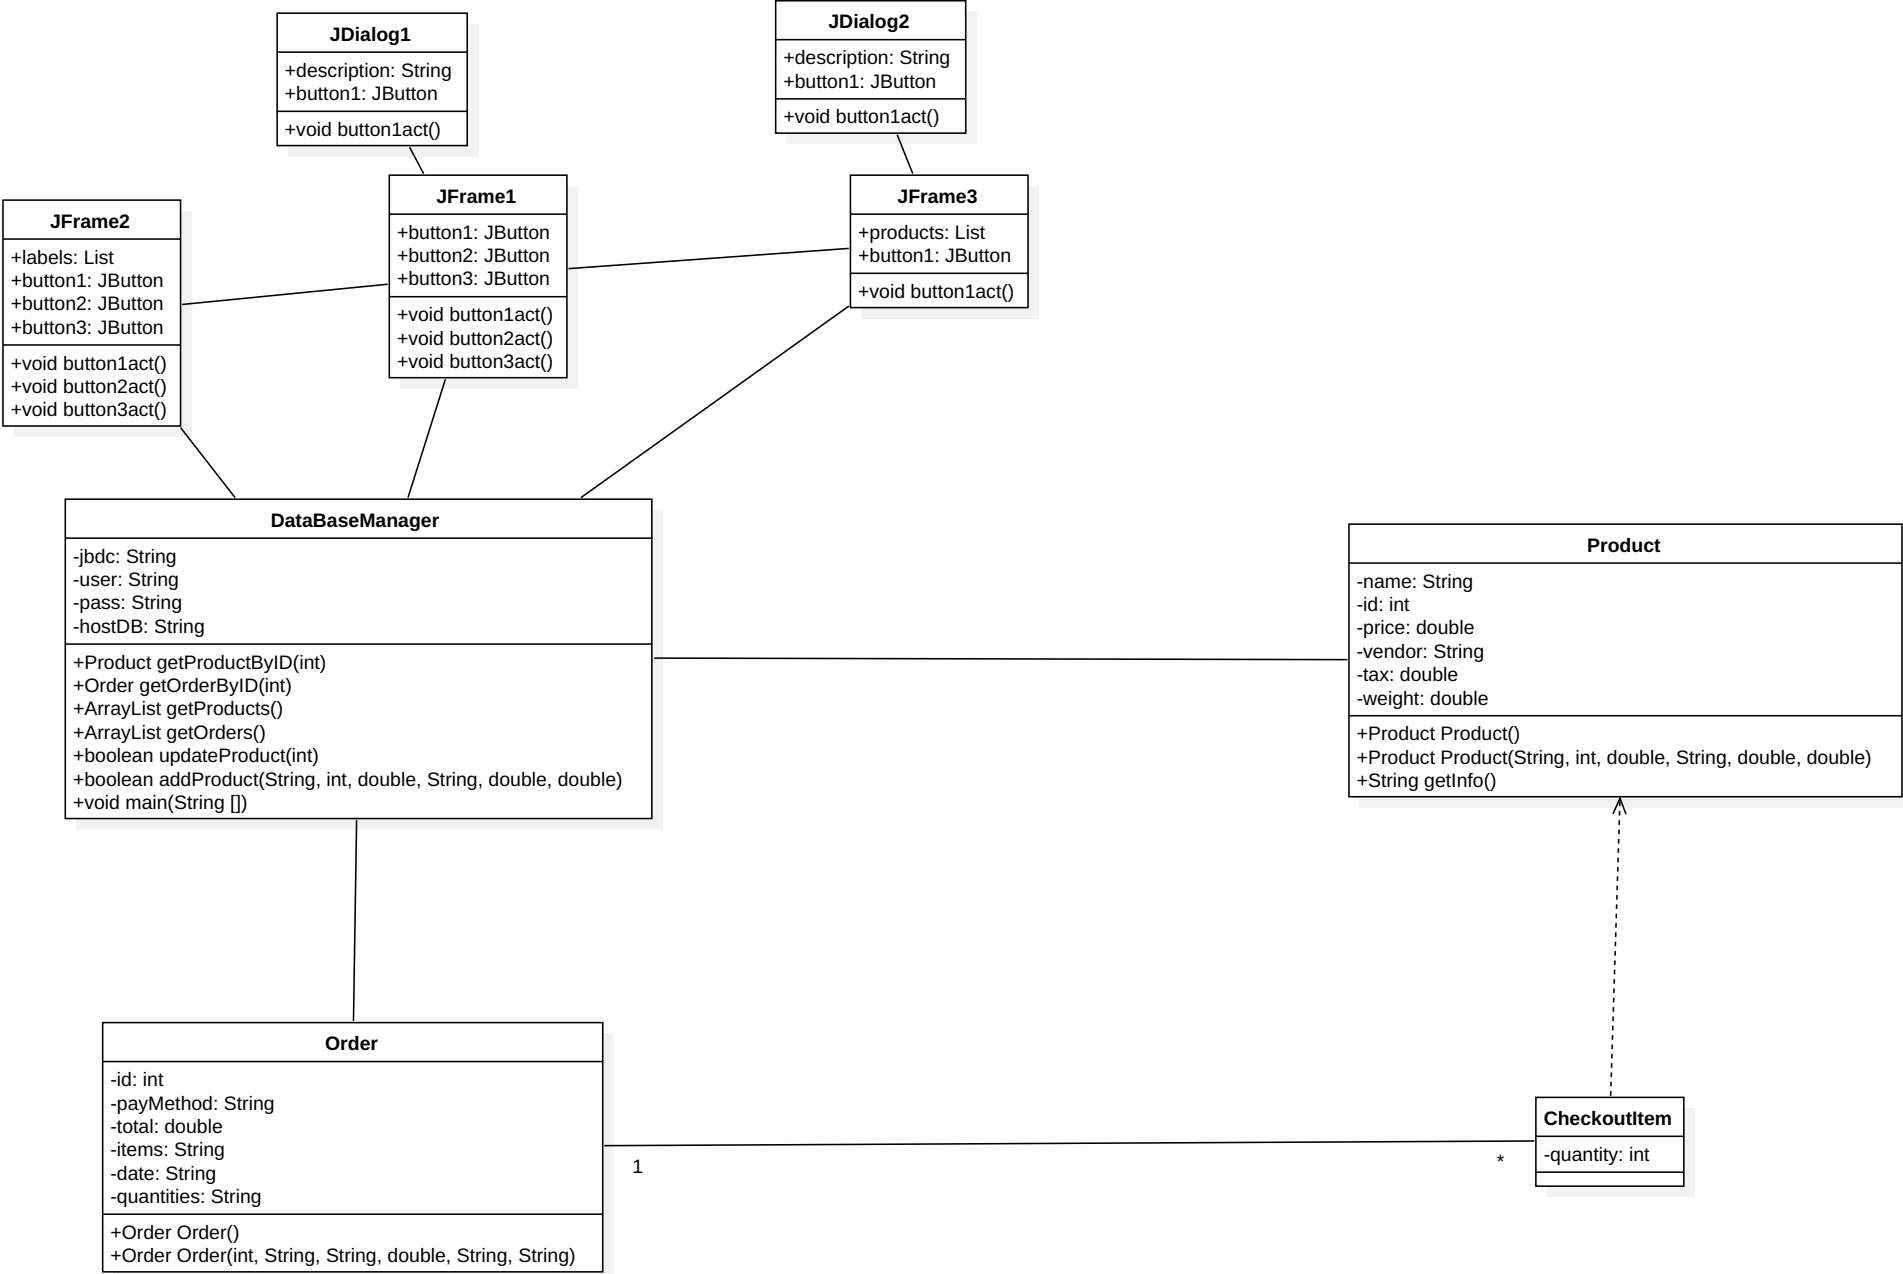 JDialog1
+description: String
+button1: JButton
+void button1act()
JDialog2
+description: String
+button1: JButton
+void button1act()
JFrame2
+labels: List
+button1: JButton
+button2: JButton
+button3: JButton
+void button1act()
+void button2act()
+void button3act()
JFrame1
+button1: JButton
+button2: JButton
+button3: JButton
+void button1act()
+void button2act()
+void button3act()
JFrame3
+products: List
+button1: JButton
+void button1act()
DataBaseManager
-jbdc: String
-user: String
-pass: String
-hostDB: String
+Product getProductByID(int)
+Order getOrderByID(int)
+ArrayList getProducts()
+ArrayList getOrders()
+boolean updateProduct(int)
+boolean addProduct(String, int, double, String, double, double)
+void main(String [])
Product
-name: String
-id: int
-price: double
-vendor: String
-tax: double
-weight: double
+Product Product()
+Product Product(String, int, double, String, double, double)
+String getInfo()
Order
-id: int
-payMethod: String
-total: double
-items: String
-date: String
-quantities: String
+Order Order()
+Order Order(int, String, String, double, String, String)
1
*
CheckoutItem
-quantity: int